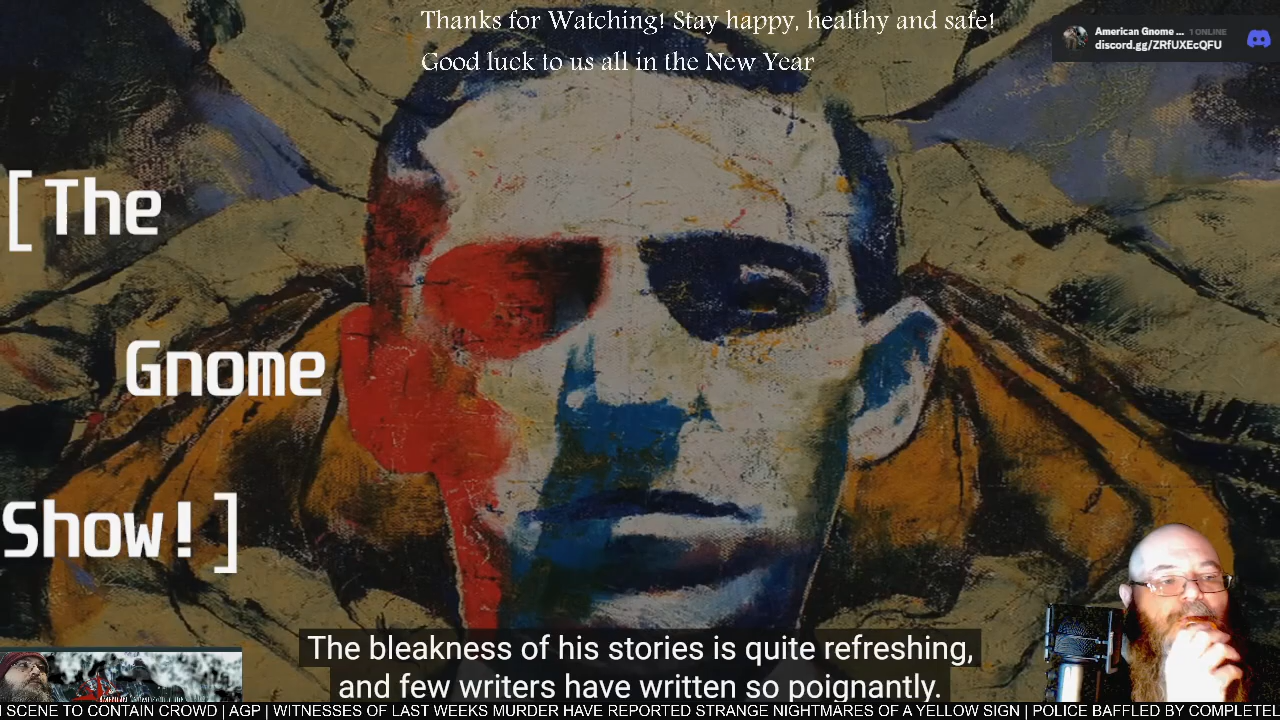 Thanks for Watching! Stay happy, healthy and safe!
Good luck to us all in the New Year
American Gnome ... 1 ONLINE
discord.gg/ZRfUXEcQFU
[The
Gnome
Show!]
The bleakness of his stories is quite refreshing,
and few writers have written so poignantly.
SCENE TO CONTAIN CROWD | AGP | WITNESSES OF LAST WEEKS MURDER HAVE REPORTED STRANGE NIGHTMARES OF A YELLOW SIGN | POLICE BAFFLED BY